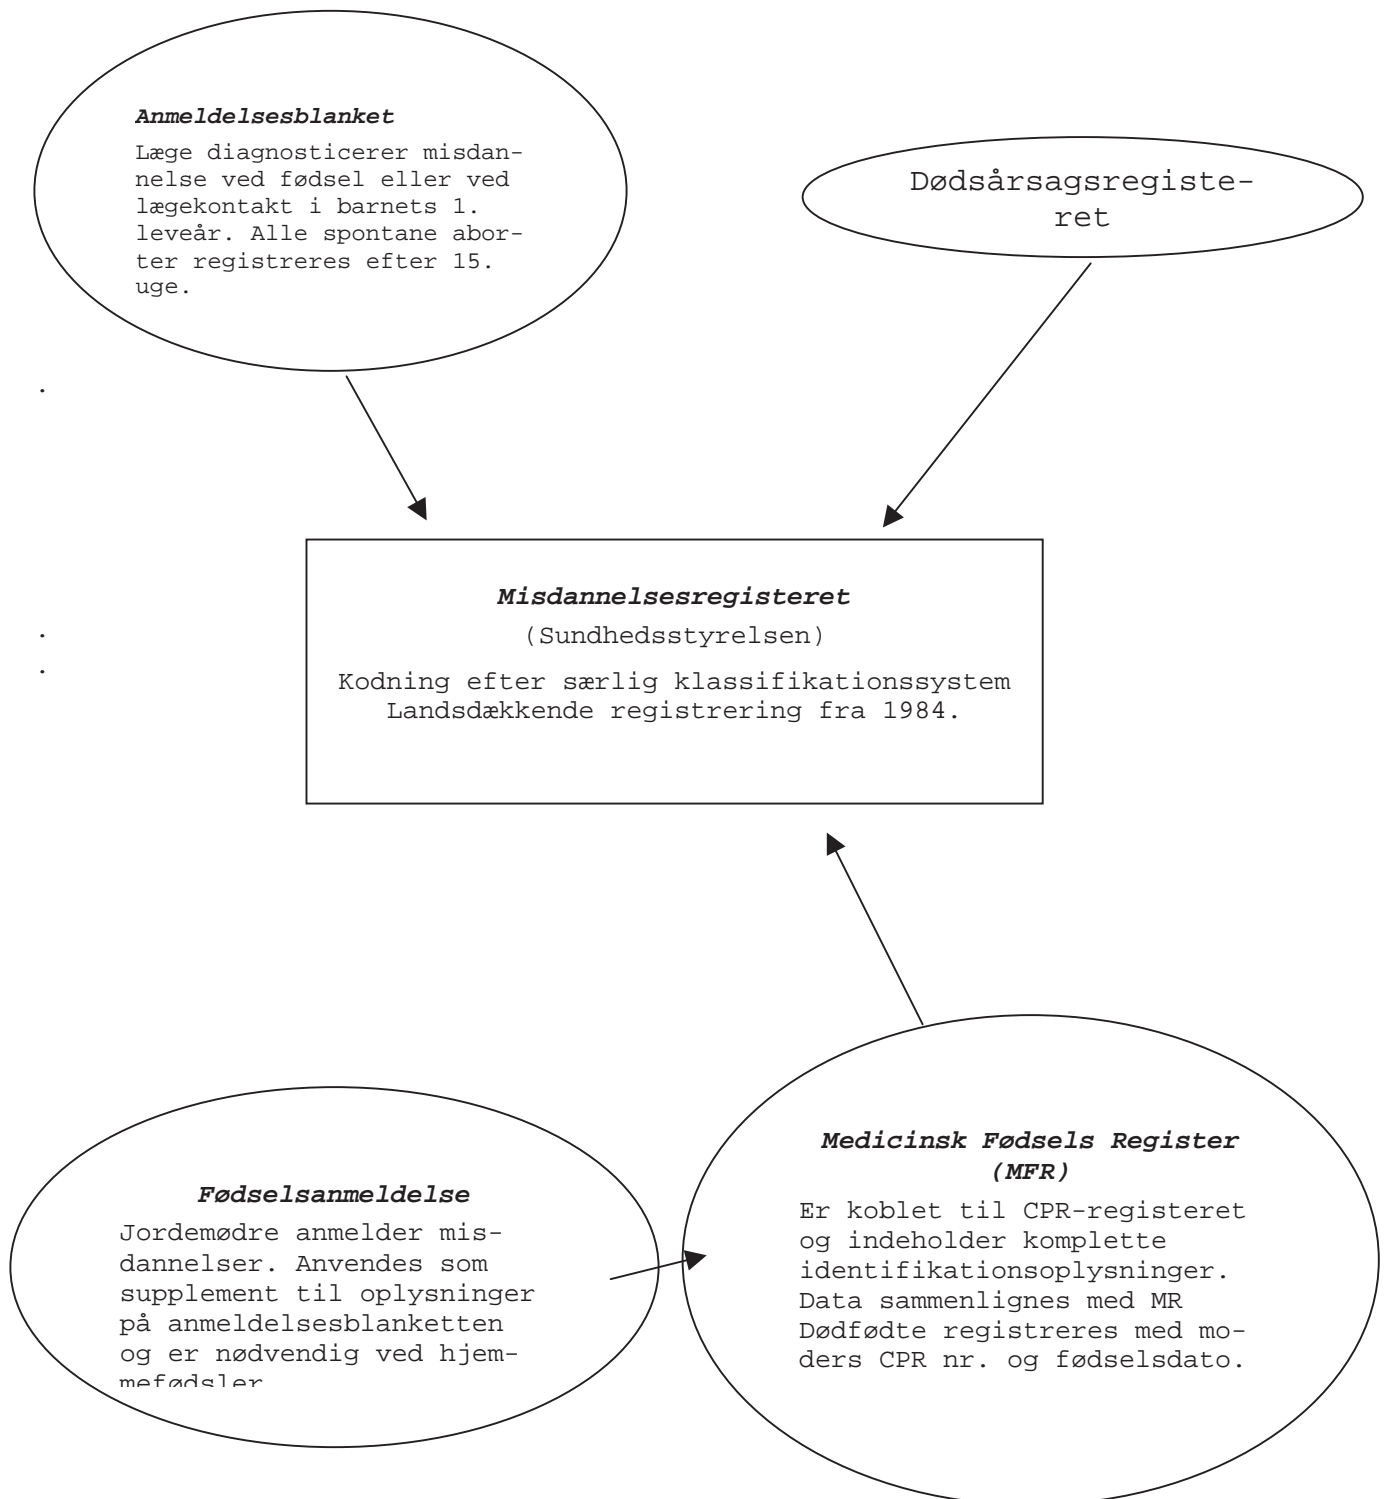 Anmeldelsesblanket
Læge diagnosticerer misdan-
nelse ved fødsel eller ved
lægekontakt i barnets 1.
leveår. Alle spontane abor-
ter registreres efter 15.
uge.
Dødsårsagsregiste-
ret
.
Misdannelsesregisteret
.
(Sundhedsstyrelsen)
.
Kodning efter særlig klassifikationssystem
Landsdækkende registrering fra 1984.
Fødselsanmeldelse
Jordemødre anmelder mis-
dannelser. Anvendes som
supplement til oplysninger
på anmeldelsesblanketten
og er nødvendig ved hjem-
mefødsler
Medicinsk Fødsels Register
(MFR)
Er koblet til CPR-registeret
og indeholder komplette
identifikationsoplysninger.
Data sammenlignes med MR
Dødfødte registreres med mo-
ders CPR nr. og fødselsdato.